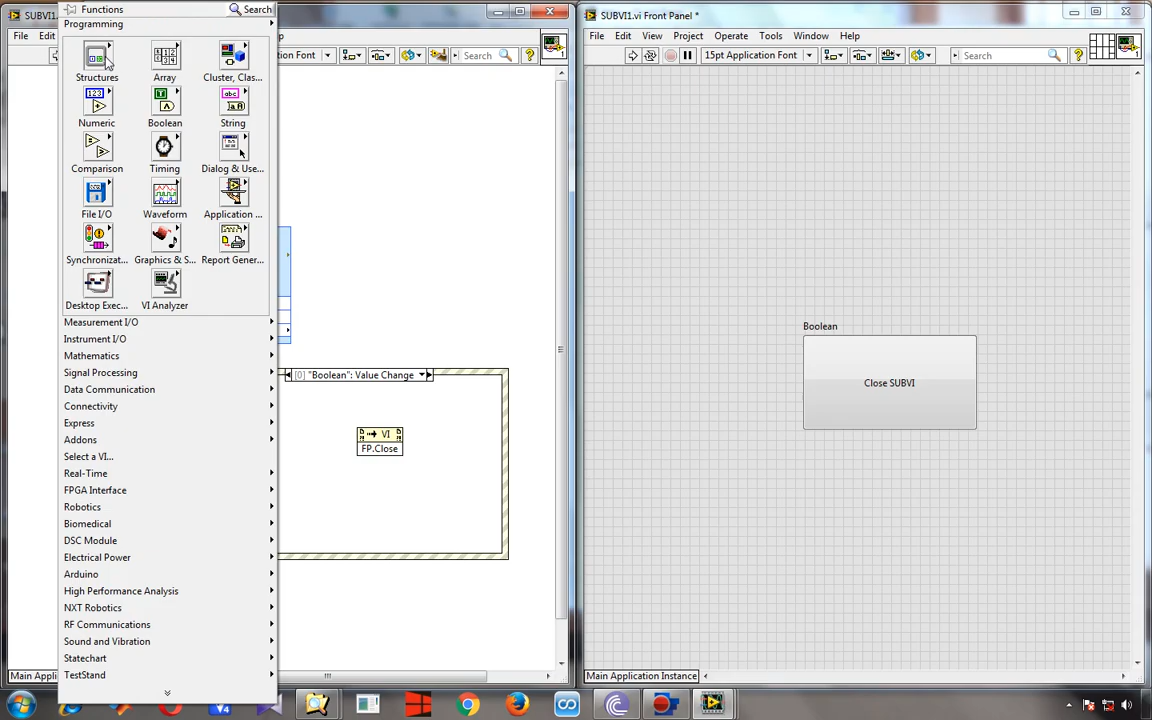 SUBVI1
Functions
Search
Programming
File
Edit
p
Structures
Array
Cluster, Clas...
Numeric
Boolean
String
Comparison
Timing
Dialog & Use...
File I/O
Waveform
Application ...
Synchronizat...
Graphics & S...
Report Gener...
Desktop Exec...
VI Analyzer
Measurement I/O
Instrument I/O
Mathematics
Signal Processing
Data Communication
Connectivity
Express
Addons
Select a VI...
Real-Time
FPGA Interface
Robotics
Biomedical
DSC Module
Electrical Power
Arduino
High Performance Analysis
NXT Robotics
RF Communications
Sound and Vibration
Statechart
TestStand
ion Font
Search
[0] "Boolean": Value Change
VI
FP.Close
Main Appli
SUBVI1.vi Front Panel *
File Edit View Project Operate Tools Window Help
15pt Application Font
Search
Boolean
Close SUBVI
Main Application Instance